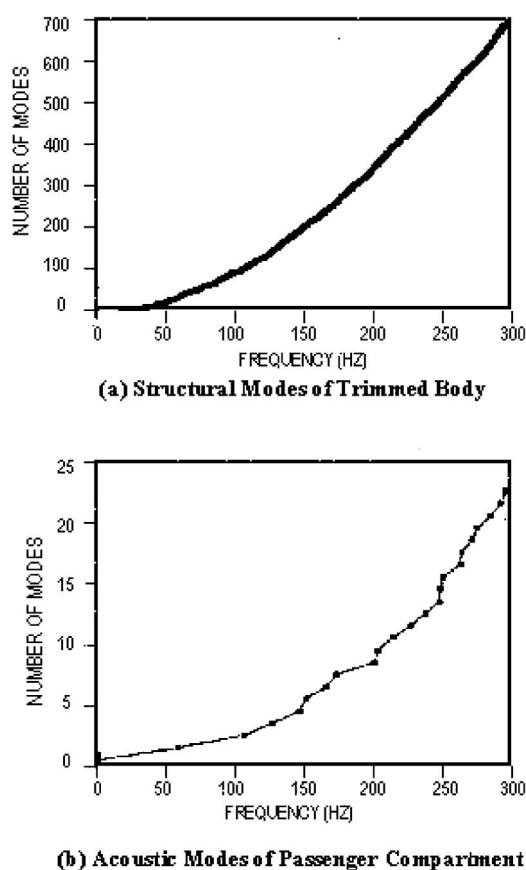 700
600
500
400
300
200
100
0
NUMBER OF MODES
0 50 100 150 200 250 300
FREQUENCY (HZ)
(a) Structural Modes of Trimmed Body
25
20
15
10
5
0
NUMBER OF MODES
0 50 100 150 200 250 300
FREQUENCY (HZ)
(b) Acoustic Modes of Passenger Compartment